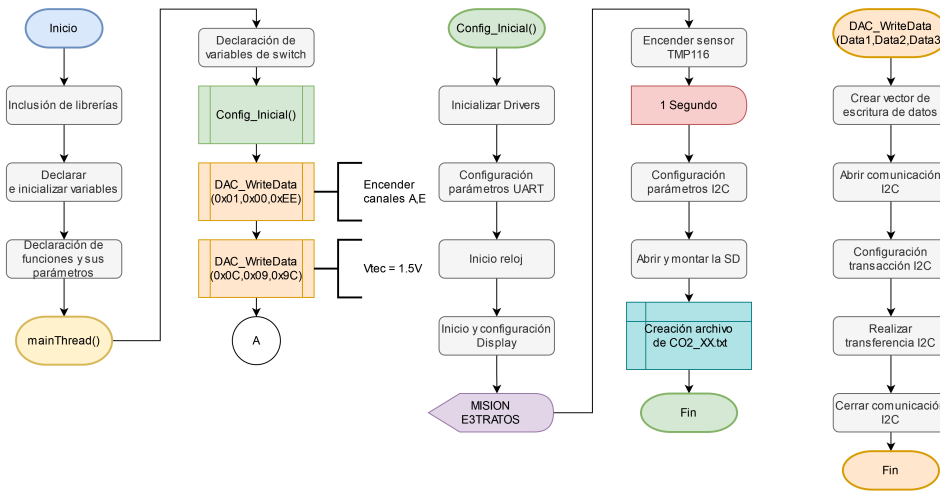 Inicio
Inclusión de librerías
Declarar
e inicializar variables
Declaración de
funciones y sus
parámetros
mainThread()
Declaración de
variables de switch
Config_Inicial()
DAC_WriteData
(0x01,0x00,0xEE)
Encender
canales A,E
DAC_WriteData
(0x0C,0x09,0x9C)
Vtec = 1.5V
A
Config_Inicial()
Inicializar Drivers
Configuración
parámetros UART
Inicio reloj
Inicio y configuración
Display
MISION
E3TRATOS
Encender sensor
TMP116
1 Segundo
Configuración
parámetros I2C
Abrir y montar la SD
Creación archivo
de CO2_XX.txt
Fin
DAC_WriteData
(Data1,Data2,Data3
Crear vector de
escritura de datos
Abrir comunicación
I2C
Configuración
transacción I2C
Realizar
transferencia I2C
Cerrar comunicación
I2C
Fin